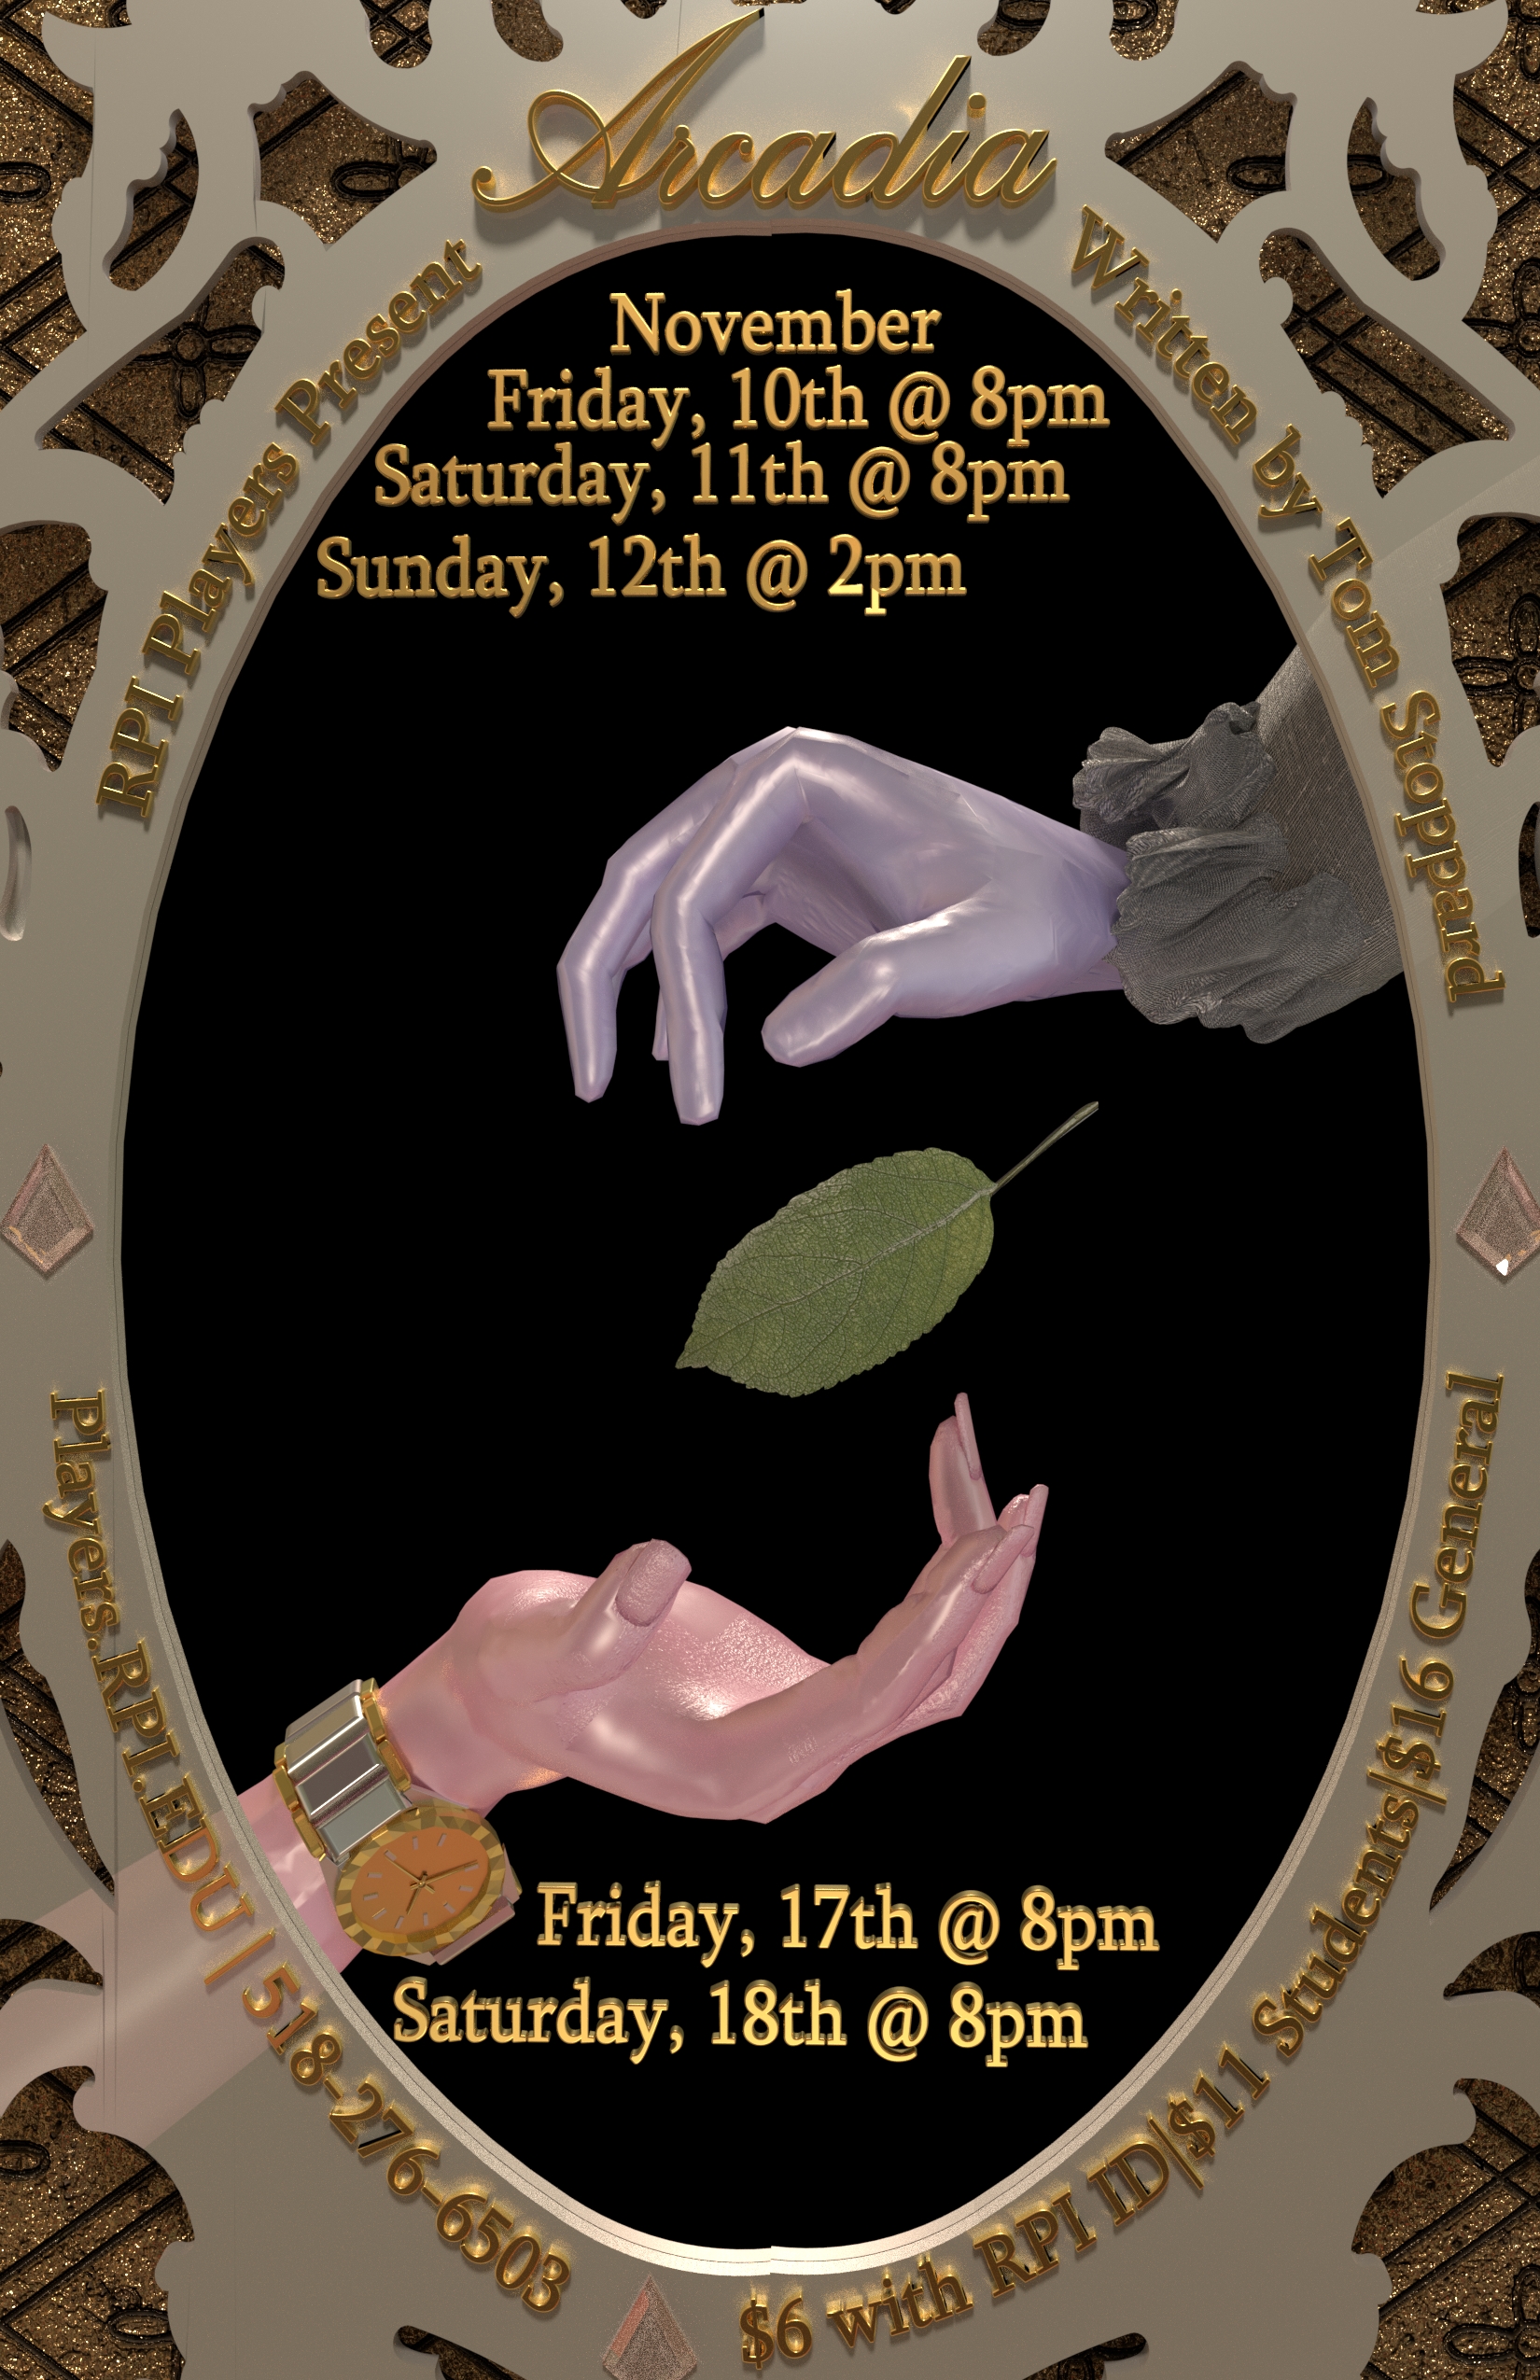 Arcadia
RPI Players Present
Written by Tom Stoppard
November
Friday, 10th @ 8pm
Saturday, 11th @ 8pm
Sunday, 12th @ 2pm
Friday, 17th @ 8pm
Saturday, 18th @ 8pm
Players.RPI.EDU | 518-276-6503
$6 with RPI ID|$11 Students|$16 General